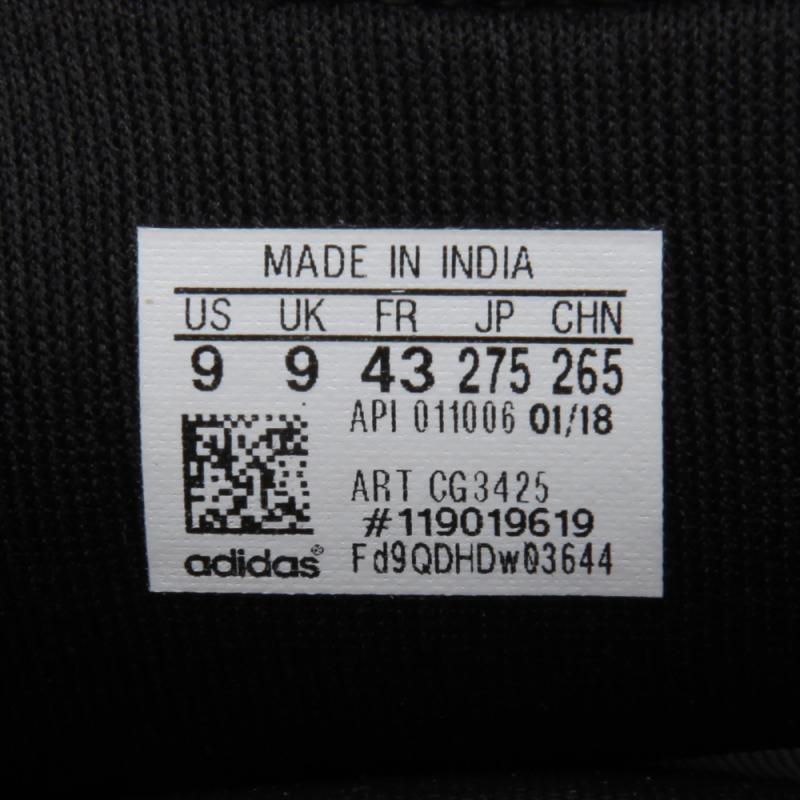 MADE IN INDIA
US UK FR JP CHN
9 9 43 275 265
API 011006 01/18
ART CG3425
#119019619
adidas® Fd9QDHDw03644